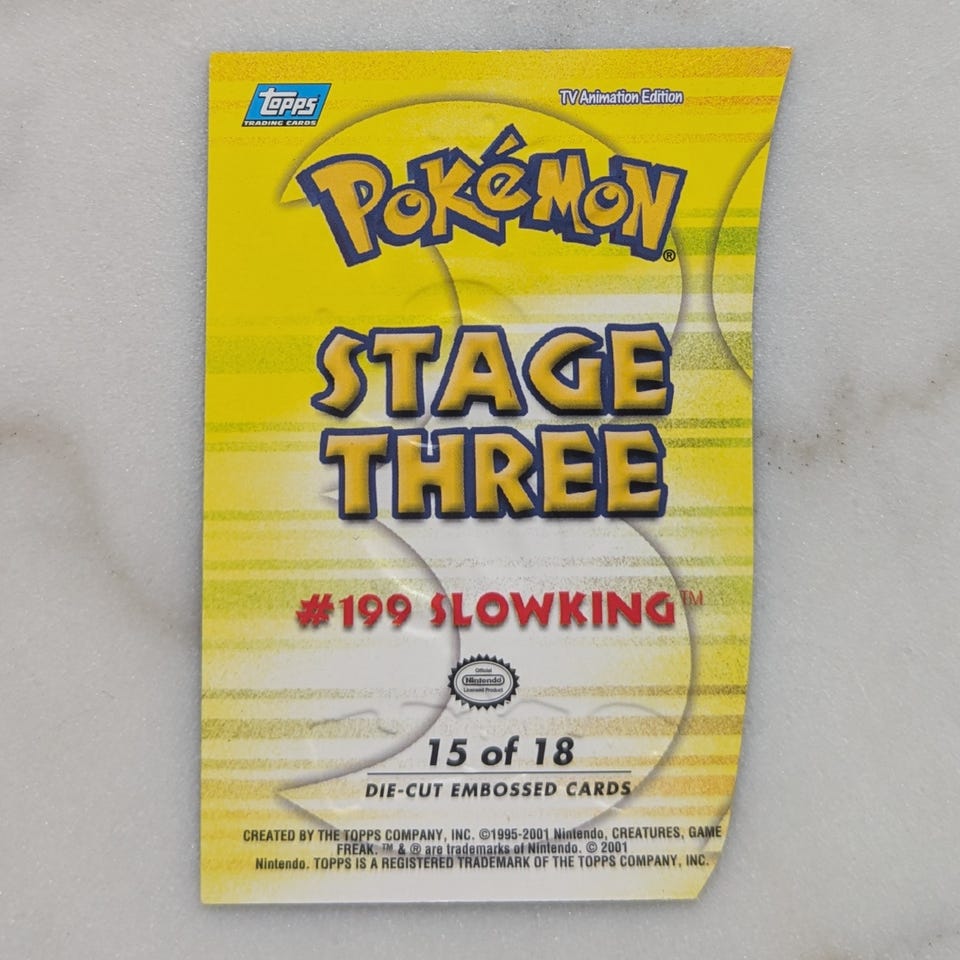 Topps
TRADING CARDS
TV Animation Edition
POKéMON®
STAGE
THREE
#199 SLOWKING™
Official
Nintendo
Licensed Product
15 of 18
DIE-CUT EMBOSSED CARDS
CREATED BY THE TOPPS COMPANY, INC. ©1995-2001 Nintendo, CREATURES, GAME
FREAK. ™ & ® are trademarks of Nintendo. © 2001
Nintendo. TOPPS IS A REGISTERED TRADEMARK OF THE TOPPS COMPANY, INC.